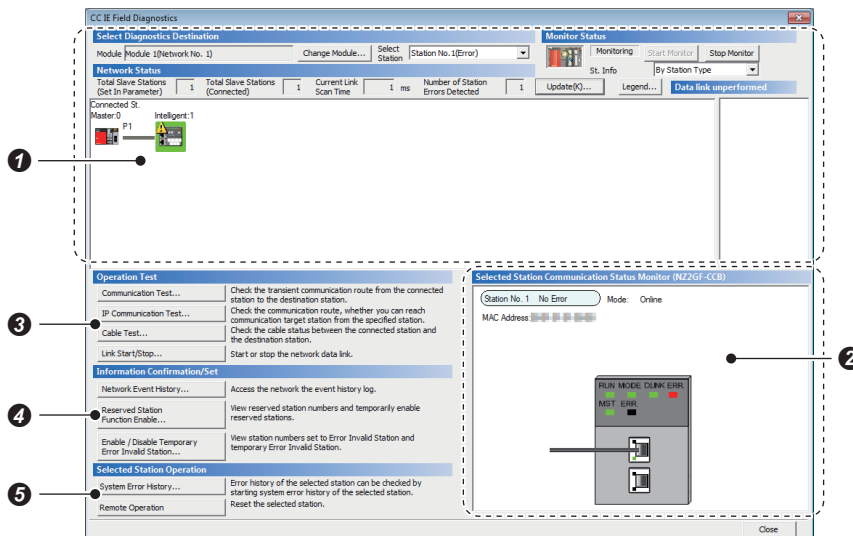 CC IE Field Diagnostics
Select Diagnostics Destination
Monitor Status
Module Module 1(Network No. 1) Change Module... Select Station Station No.1(Error)
Monitoring Start Monitor Stop Monitor
St. Info By Station Type
Network Status
Total Slave Stations (Set In Parameter) 1 Total Slave Stations (Connected) 1 Current Link Scan Time 1 ms Number of Station Errors Detected 1 Update(K)... Legend... Data link unperformed
Connected St.
Master:0 Intelligent:1
P1
1
Operation Test
Communication Test... Check the transient communication route from the connected station to the destination station.
IP Communication Test... Check the communication route, whether you can reach communication target station from the specified station.
3
Cable Test... Check the cable status between the connected station and the destination station.
Link Start/Stop... Start or stop the network data link.
Information Confirmation/Set
Network Event History... Access the network the event history log.
4
Reserved Station Function Enable... View reserved station numbers and temporarily enable reserved stations.
Enable / Disable Temporary Error Invalid Station... View station numbers set to Error Invalid Station and temporary Error Invalid Station.
Selected Station Operation
5
System Error History... Error history of the selected station can be checked by starting system error history of the selected station.
Remote Operation Reset the selected station.
Selected Station Communication Status Monitor (NZ2GF-CCB)
Station No. 1 No Error Mode: Online
MAC Address:
2
RUN MODE D.LINK ERR.
MST ERR.
Close